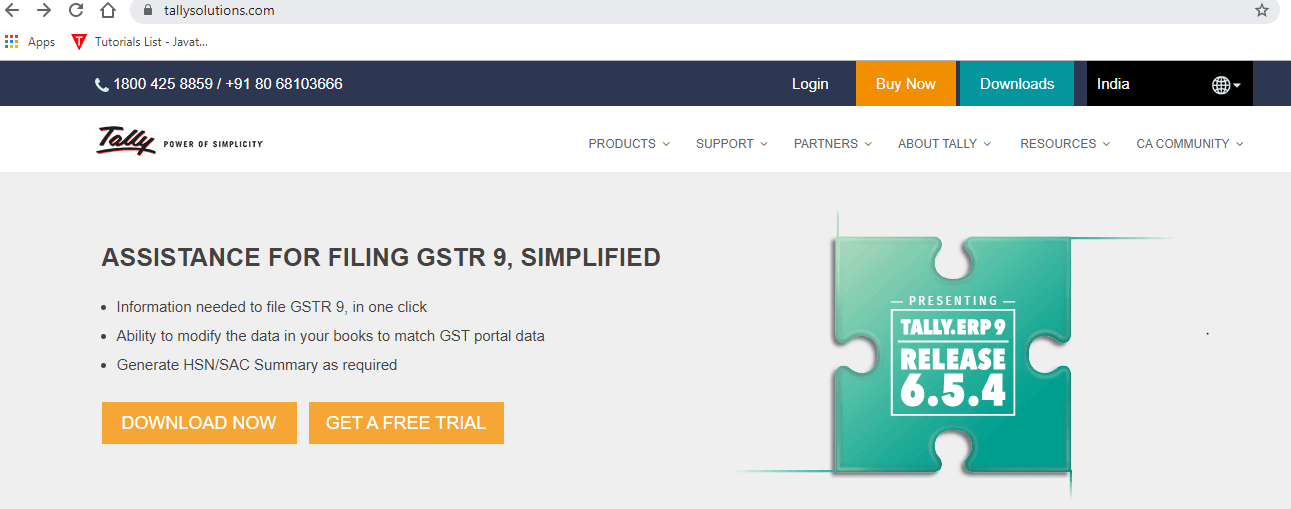 tallysolutions.com
Apps Tutorials List - Javat...
1800 425 8859 / +91 80 68103666 Login Buy Now Downloads India
Tally POWER OF SIMPLICITY PRODUCTS SUPPORT PARTNERS ABOUT TALLY RESOURCES CA COMMUNITY
ASSISTANCE FOR FILING GSTR 9, SIMPLIFIED
• Information needed to file GSTR 9, in one click
• Ability to modify the data in your books to match GST portal data
• Generate HSN/SAC Summary as required
DOWNLOAD NOW GET A FREE TRIAL
PRESENTING
TALLY.ERP 9
RELEASE
6.5.4